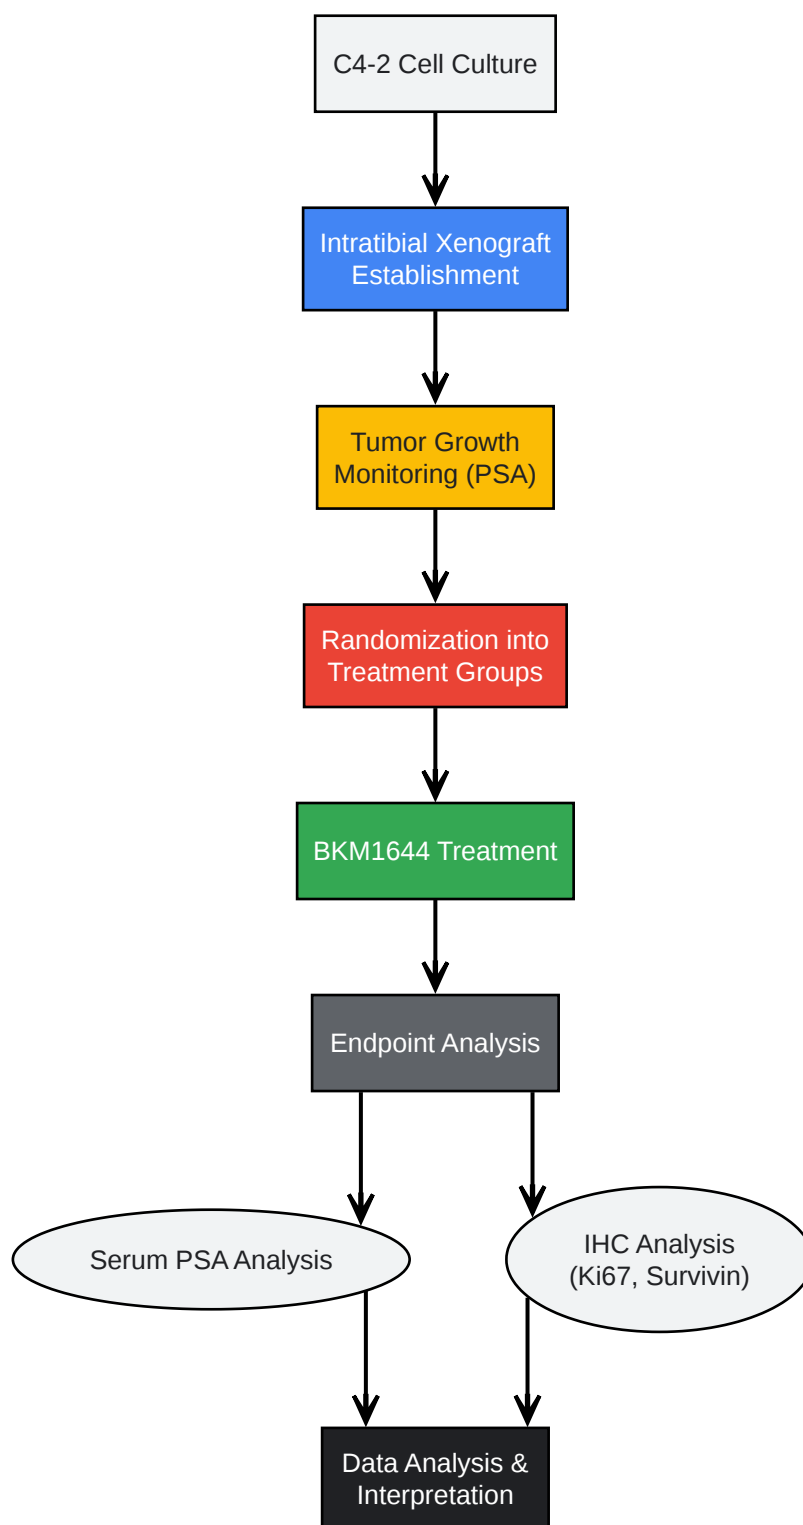 C4-2 Cell Culture
Intratibial Xenograft
Establishment
Tumor Growth
Monitoring (PSA)
Randomization into
Treatment Groups
BKM1644 Treatment
Endpoint Analysis
Serum PSA Analysis
IHC Analysis
(Ki67, Survivin)
Data Analysis &
Interpretation